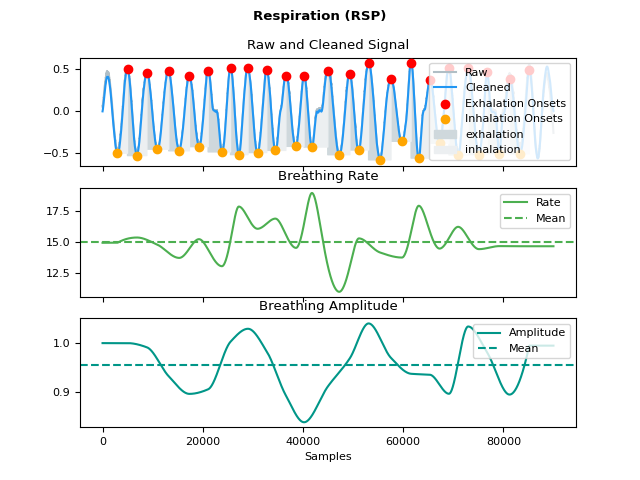 Respiration (RSP)
Raw and Cleaned Signal
0.5
0.0
−0.5
Raw
Cleaned
Exhalation Onsets
Inhalation Onsets
exhalation
inhalation
Breathing Rate
17.5
15.0
12.5
Rate
Mean
Breathing Amplitude
1.0
0.9
Amplitude
Mean
0 20000 40000 60000 80000
Samples